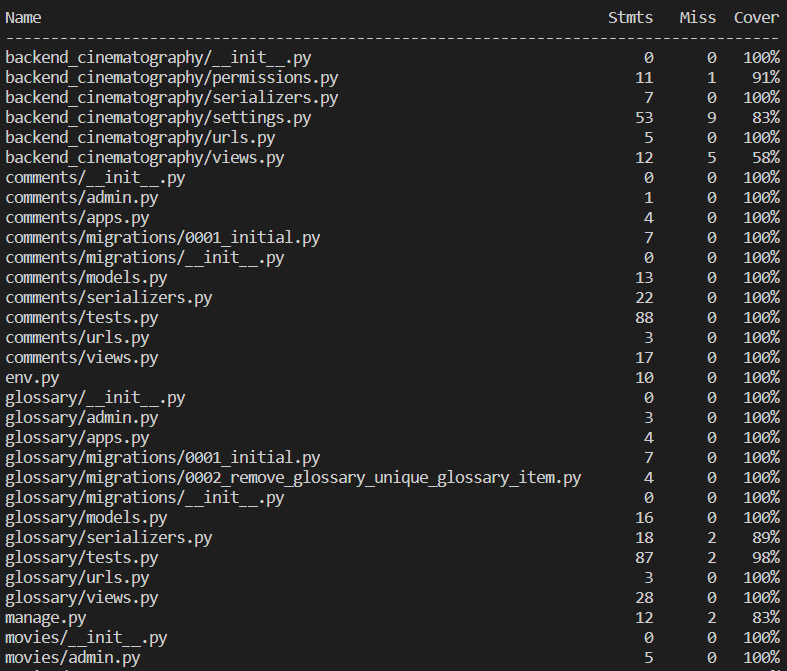 Name Stmts Miss Cover
--------------------------------------------------------------------------------------
backend_cinematography/__init__.py 0 0 100%
backend_cinematography/permissions.py 11 1 91%
backend_cinematography/serializers.py 7 0 100%
backend_cinematography/settings.py 53 9 83%
backend_cinematography/urls.py 5 0 100%
backend_cinematography/views.py 12 5 58%
comments/__init__.py 0 0 100%
comments/admin.py 1 0 100%
comments/apps.py 4 0 100%
comments/migrations/0001_initial.py 7 0 100%
comments/migrations/__init__.py 0 0 100%
comments/models.py 13 0 100%
comments/serializers.py 22 0 100%
comments/tests.py 88 0 100%
comments/urls.py 3 0 100%
comments/views.py 17 0 100%
env.py 10 0 100%
glossary/__init__.py 0 0 100%
glossary/admin.py 3 0 100%
glossary/apps.py 4 0 100%
glossary/migrations/0001_initial.py 7 0 100%
glossary/migrations/0002_remove_glossary_unique_glossary_item.py 4 0 100%
glossary/migrations/__init__.py 0 0 100%
glossary/models.py 16 0 100%
glossary/serializers.py 18 2 89%
glossary/tests.py 87 2 98%
glossary/urls.py 3 0 100%
glossary/views.py 28 0 100%
manage.py 12 2 83%
movies/__init__.py 0 0 100%
movies/admin.py 5 0 100%